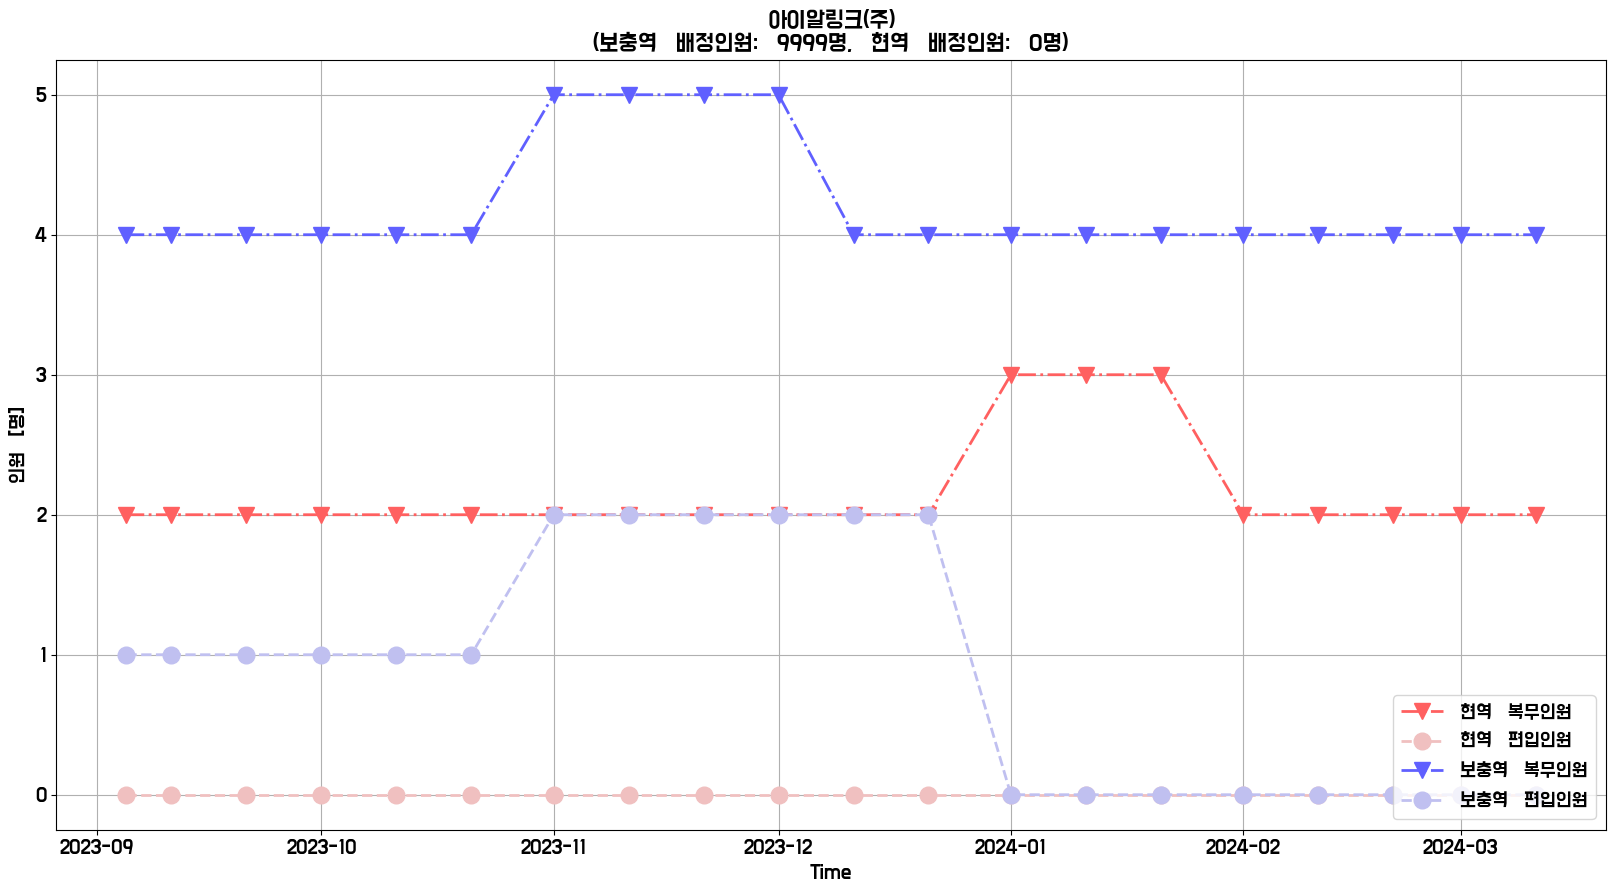 아이알링크(주)
(보충역 배정인원: 9999명, 현역 배정인원: 0명)
5
4
3
2
1
0
인원 [명]
2023-09 2023-10 2023-11 2023-12 2024-01 2024-02 2024-03
Time
현역 복무인원
현역 편입인원
보충역 복무인원
보충역 편입인원